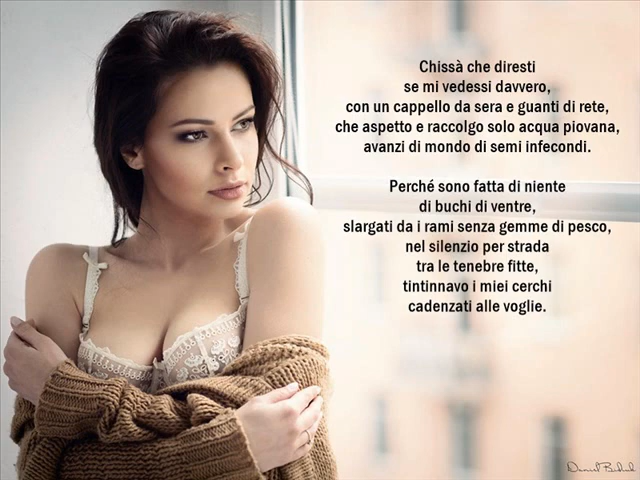 Chissà che diresti
se mi vedessi davvero,
con un cappello da sera e guanti di rete,
che aspetto e raccolgo solo acqua piovana,
avanzi di mondo di semi infecondi.
Perché sono fatta di niente
di buchi di ventre,
slargati da i rami senza gemme di pesco,
nel silenzio per strada
tra le tenebre fitte,
tintinnavo i miei cerchi
cadenzati alle voglie.